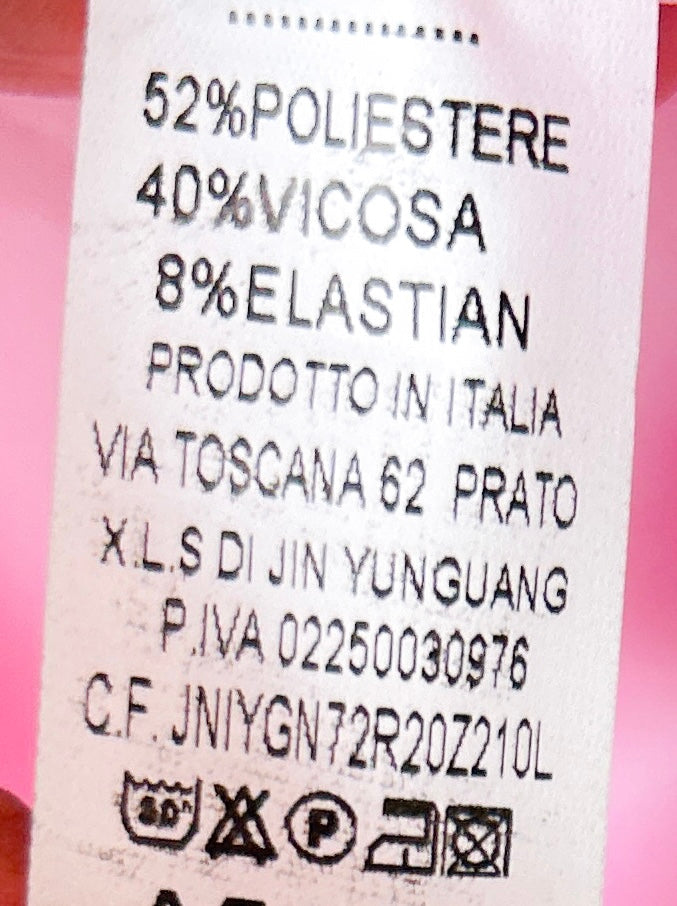 52%POLIESTERE
40%VICOSA
8%ELASTIAN
PRODOTTO IN ITALIA
VIA TOSCANA 62 PRATO
X.L.S DI JIN YUNGUANG
P.IVA 02250030976
C.F. JNIYGN72R20Z210L
P